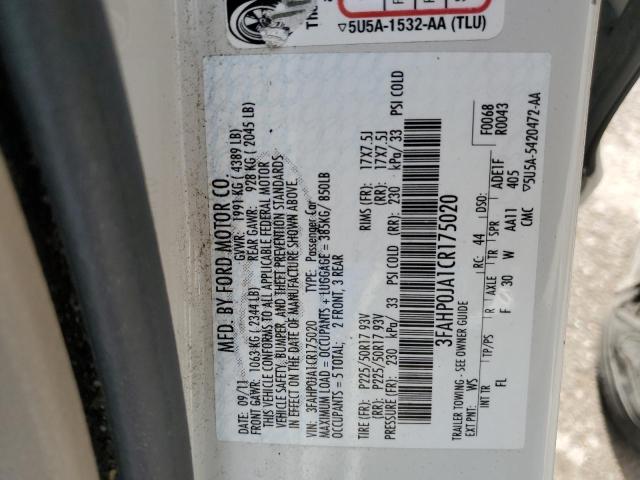 5U5A-1532-AA (TLU)
MFD. BY FORD MOTOR CO.
DATE: 09/11 GVWR: 1991 KG ( 4389 LB)
FRONT GAWR: 1063KG ( 2344LB) REAR GAWR: 928 KG ( 2045 LB)
THIS VEHICLE CONFORMS TO ALL APPLICABLE FEDERAL MOTOR
VEHICLE SAFETY, BUMPER, AND THEFT PREVENTION STANDARDS
IN EFFECT ON THE DATE OF MANUFACTURE SHOWN ABOVE.
VIN: 3FAHP0JA1CR175020 TYPE: Passenger Car
MAXIMUM LOAD = OCCUPANTS + LUGGAGE = 385KG/ 850LB
OCCUPANTS = 5 TOTAL: 2 FRONT, 3 REAR
TIRE (FR): P225/50R17 93V RIMS (FR): 17X7.5J
(RR): P225/50R17 93V (RR): 17X7.5J
PRESSURE (FR): 230 kPa/ 33 PSI COLD (RR): 230 kPa/ 33 PSI COLD
3FAHP0JA1CR175020
TRAILER TOWING - SEE OWNER GUIDE
F0068
R0043
EXT PNT: WS RC: 44 DSO:
INT TR TP/PS R AXLE TR SPR ADE1F
FL F 30 W AA11 405
CMC 5U5A-5420472-AA